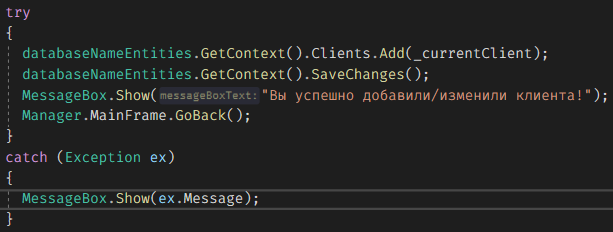 try
{
databaseNameEntities.GetContext().Clients.Add(_currentClient);
databaseNameEntities.GetContext().SaveChanges();
MessageBox.Show(messageBoxText:"Вы успешно добавили/изменили клиента!");
Manager.MainFrame.GoBack();
}
catch (Exception ex)
{
MessageBox.Show(ex.Message);
}